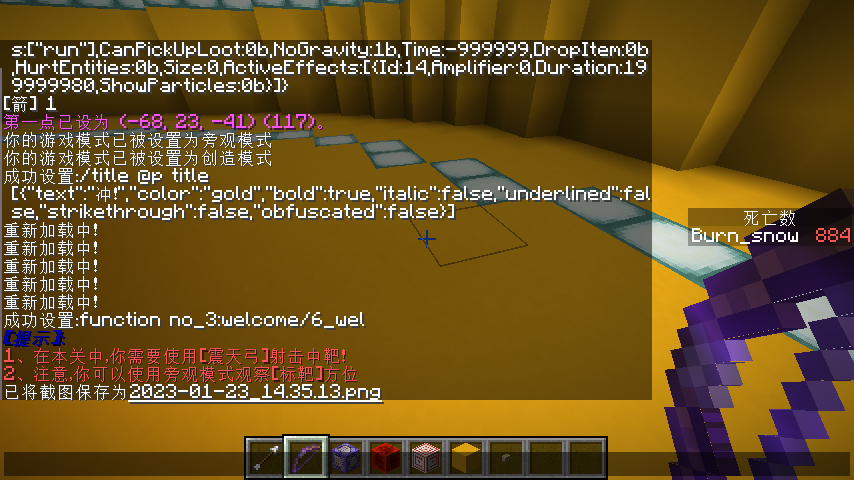 s:["run"],CanPickUpLoot:0b,NoGravity:1b,Time:-999999,DropItem:0b
,HurtEntities:0b,Size:0,ActiveEffects:[{Id:14,Amplifier:0,Duration:19
9999980,ShowParticles:0b}]}
[箭] 1
第一点已设为 (-68, 23, -41) (117)。
你的游戏模式已被设置为旁观模式
你的游戏模式已被设置为创造模式
成功设置:/title @p title
[{"text":"冲!","color":"gold","bold":true,"italic":false,"underlined":fal
se,"strikethrough":false,"obfuscated":false}]
重新加载中!
重新加载中!
重新加载中!
重新加载中!
重新加载中!
成功设置:function no_3:welcome/6_wel
[提示]:
1、在本关中,你需要使用[震天弓]射击中靶!
2、注意,你可以使用旁观模式观察[标靶]方位
已将截图保存为2023-01-23_14.35.13.png
死亡数
Burn_snow 884